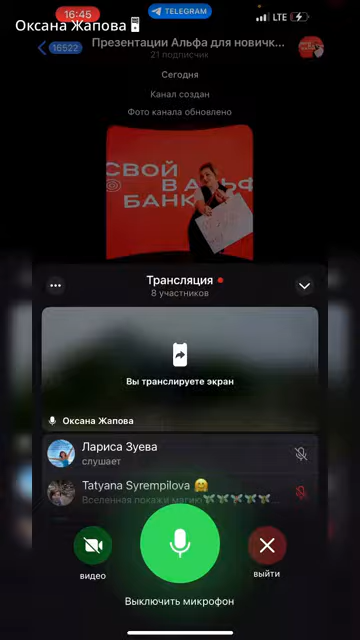 16:45
TELEGRAM
LTE
Оксана Жапова
16522
Презентации Альфа для новичк...
21 подписчик
Сегодня
Канал создан
Фото канала обновлено
СВОЙ
В АЛЬФ
БАНК
Трансляция
8 участников
Вы транслируете экран
Оксана Жапова
Лариса Зуева
слушает
Tatyana Syrempilova 🤗
Вселенная покажи магию
видео
выйти
Выключить микрофон